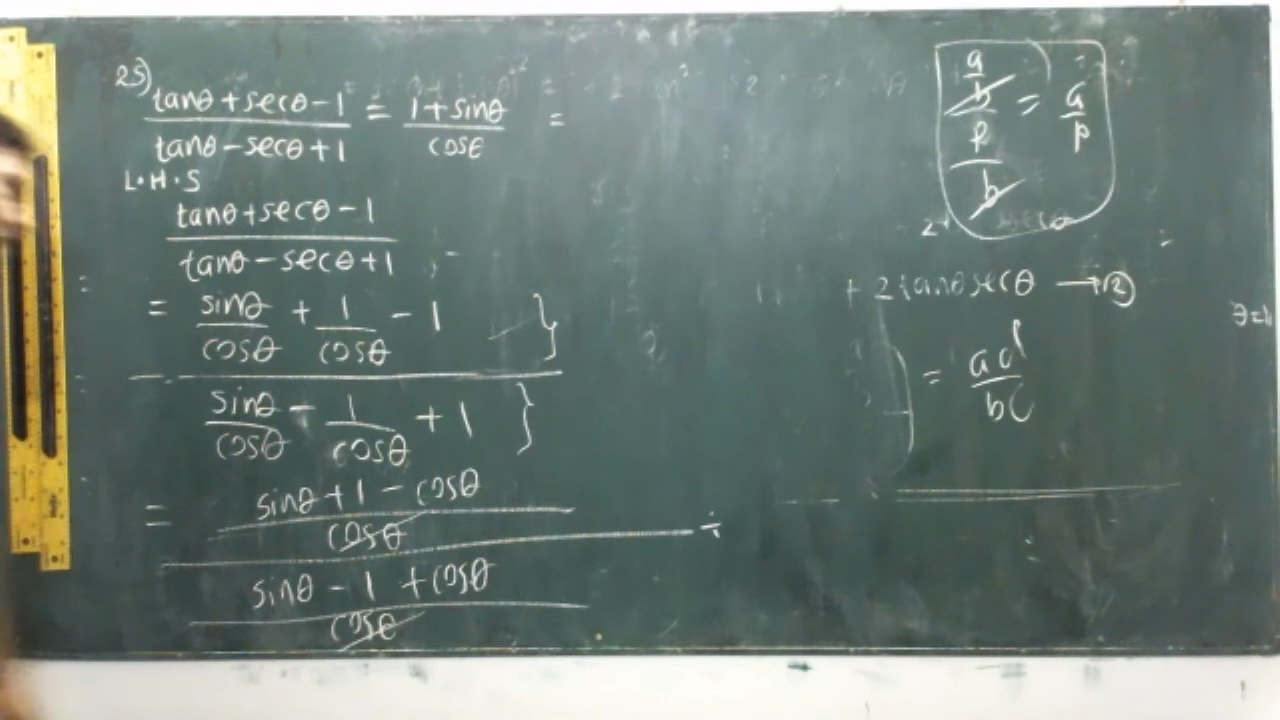 25) tanθ + secθ - 1 / tanθ - secθ + 1 = 1 + sinθ / cosθ =
L.H.S
tanθ + secθ - 1
tanθ - secθ + 1
= sinθ/cosθ + 1/cosθ - 1 }
sinθ/cosθ - 1/cosθ + 1 }
= sinθ + 1 - cosθ
cosθ
÷
sinθ - 1 + cosθ
cosθ
a/b / p/b = a/p
+ 2tanθsecθ → ②
= ad/bc